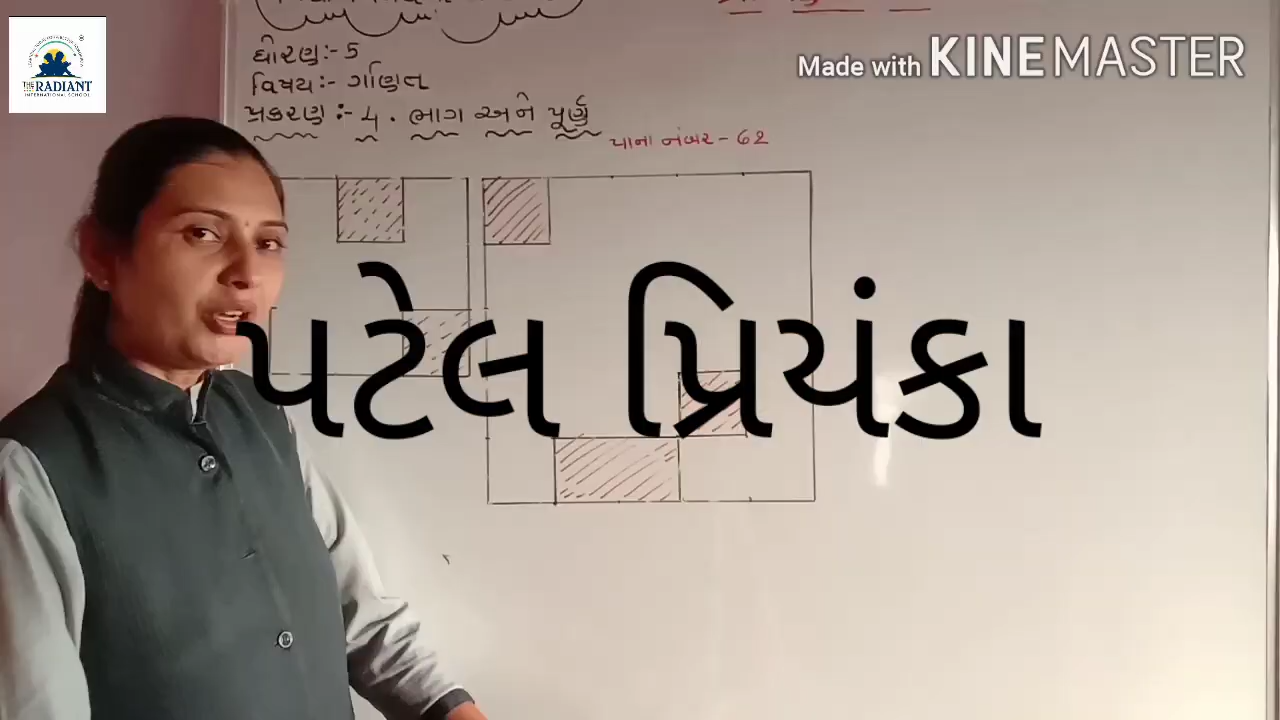 THE RADIANT
INTERNATIONAL SCHOOL
Made with KINEMASTER
ધોરણ:- 5
વિષય:- ગણિત
પ્રકરણ :- 4. ભાગ અને પૂર્ણ
પાના નંબર - 62
પટેલ પ્રિયંકા